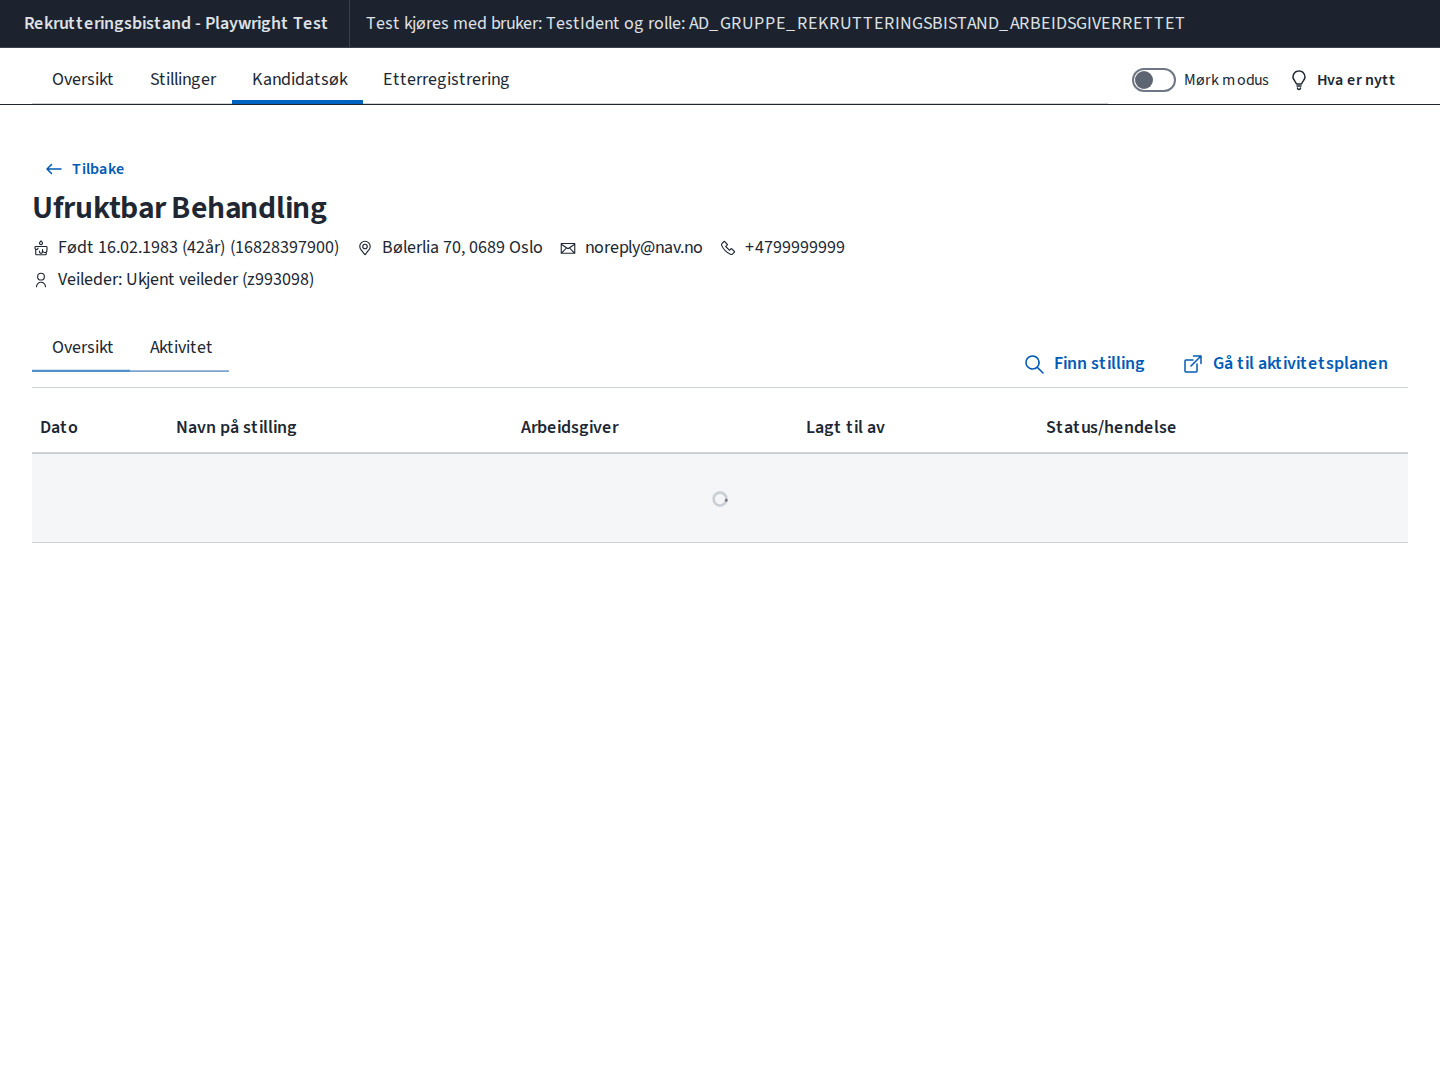 Rekrutteringsbistand - Playwright Test
Test kjøres med bruker: TestIdent og rolle: AD_GRUPPE_REKRUTTERINGSBISTAND_ARBEIDSGIVERRETTET
Oversikt
Stillinger
Kandidatsøk
Etterregistrering
Mørk modus
Hva er nytt
Tilbake
Ufruktbar Behandling
Født 16.02.1983 (42år) (16828397900)
Bølerlia 70, 0689 Oslo
noreply@nav.no
+4799999999
Veileder: Ukjent veileder (z993098)
Oversikt
Aktivitet
Finn stilling
Gå til aktivitetsplanen
Dato
Navn på stilling
Arbeidsgiver
Lagt til av
Status/hendelse